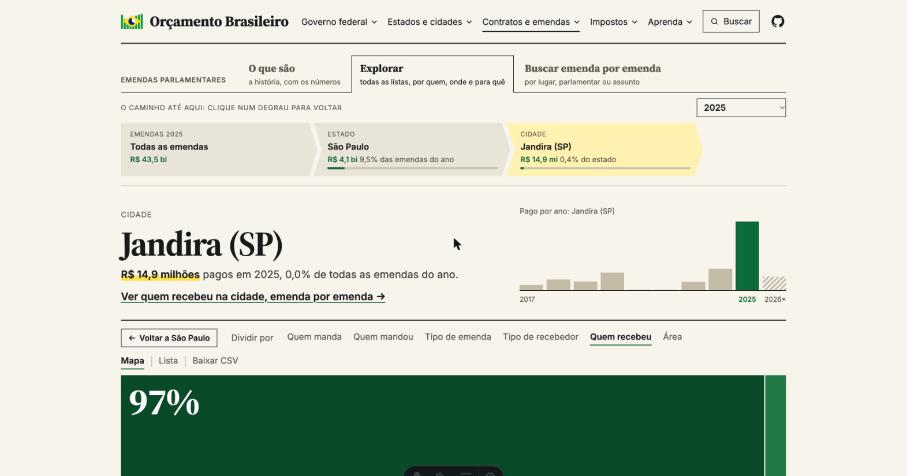 Orçamento Brasileiro
Governo federal
Estados e cidades
Contratos e emendas
Impostos
Aprenda
Buscar
EMENDAS PARLAMENTARES
O que são
a história, com os números
Explorar
todas as listas, por quem, onde e para quê
Buscar emenda por emenda
por lugar, parlamentar ou assunto
O CAMINHO ATÉ AQUI: CLIQUE NUM DEGRAU PARA VOLTAR
2025
EMENDAS 2025
Todas as emendas
R$ 43,5 bi
ESTADO
São Paulo
R$ 4,1 bi 9,5% das emendas do ano
CIDADE
Jandira (SP)
R$ 14,9 mi 0,4% do estado
CIDADE
Jandira (SP)
R$ 14,9 milhões pagos em 2025, 0,0% de todas as emendas do ano.
Ver quem recebeu na cidade, emenda por emenda →
Pago por ano: Jandira (SP)
2017 2025 2026*
← Voltar a São Paulo
Dividir por
Quem manda
Quem mandou
Tipo de emenda
Tipo de recebedor
Quem recebeu
Área
Mapa
Lista
Baixar CSV
97%